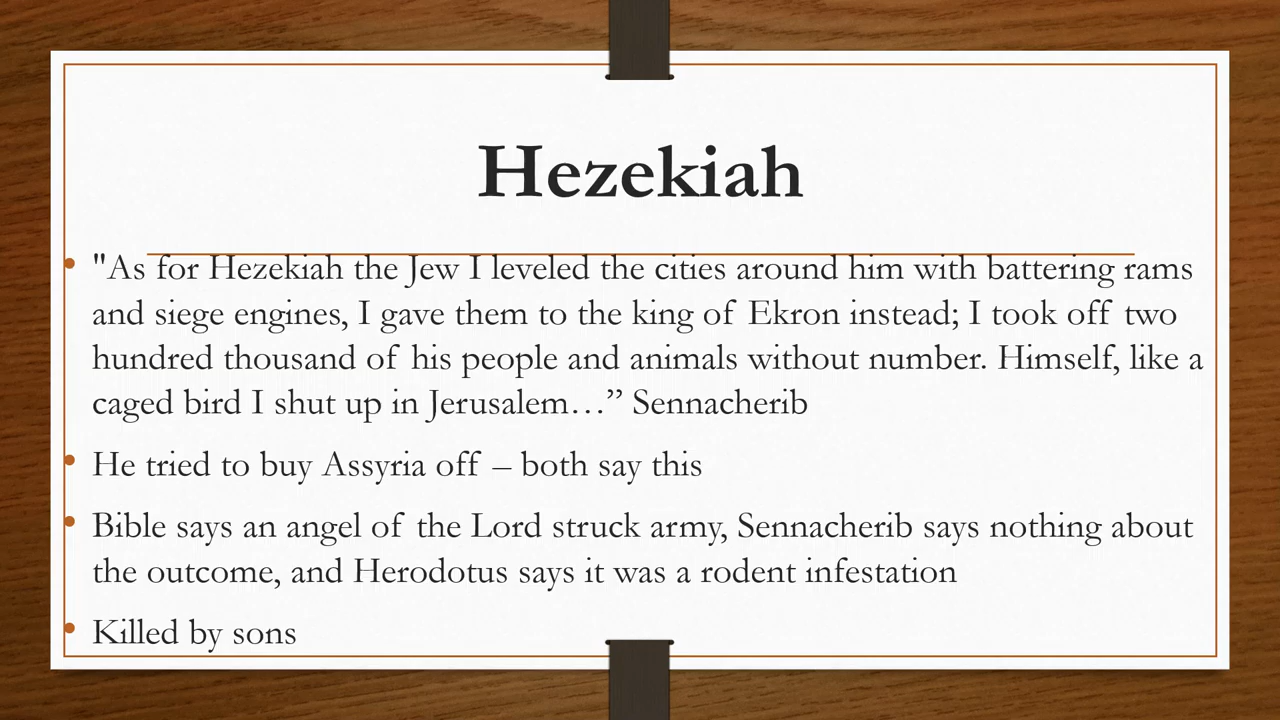 Hezekiah
• "As for Hezekiah the Jew I leveled the cities around him with battering rams
and siege engines, I gave them to the king of Ekron instead; I took off two
hundred thousand of his people and animals without number. Himself, like a
caged bird I shut up in Jerusalem…” Sennacherib
• He tried to buy Assyria off – both say this
• Bible says an angel of the Lord struck army, Sennacherib says nothing about
the outcome, and Herodotus says it was a rodent infestation
• Killed by sons